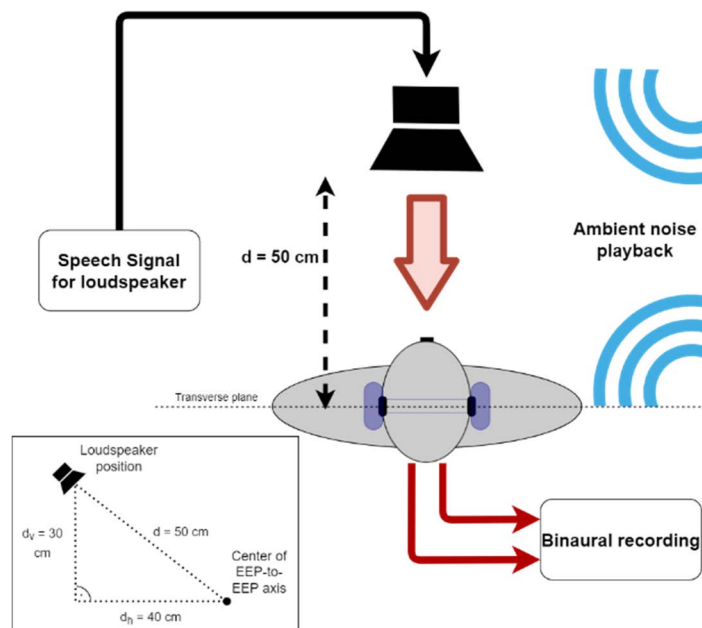 Speech Signal
for loudspeaker
d = 50 cm
Ambient noise
playback
Transverse plane
Binaural recording
Loudspeaker
position
dᵥ = 30
cm
d = 50 cm
Center of
EEP-to-
EEP axis
dₕ = 40 cm